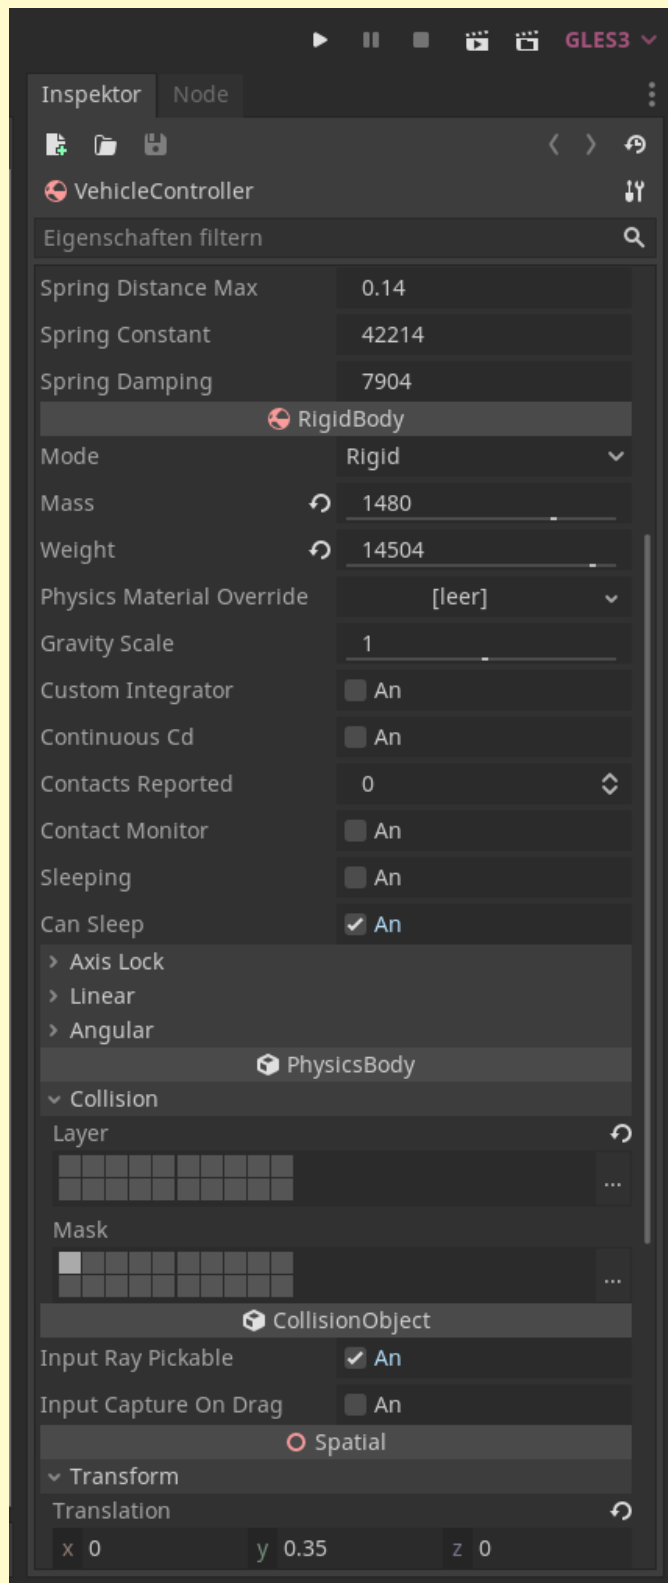 GLES3
Inspektor Node
VehicleController
Eigenschaften filtern
Spring Distance Max 0.14
Spring Constant 42214
Spring Damping 7904
RigidBody
Mode Rigid
Mass 1480
Weight 14504
Physics Material Override [leer]
Gravity Scale 1
Custom Integrator An
Continuous Cd An
Contacts Reported 0
Contact Monitor An
Sleeping An
Can Sleep An
Axis Lock
Linear
Angular
PhysicsBody
Collision
Layer
...
Mask
...
CollisionObject
Input Ray Pickable An
Input Capture On Drag An
Spatial
Transform
Translation
x 0 y 0.35 z 0